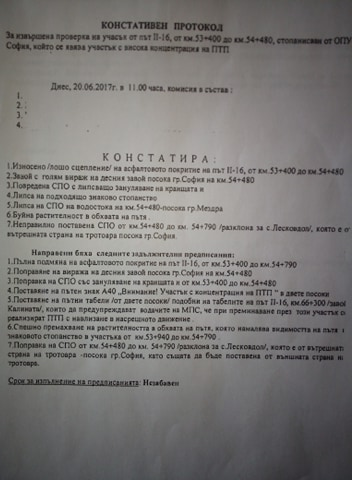 КОНСТАТИВЕН ПРОТОКОЛ
За извършена проверка на участък от път II-16, от км.53+400 до км.54+480, стопанисван от ОПУ
София, който се явява участък с висока концентрация на ПТП
Днес, 20.06.2017г. в 11.00 часа, комисия в състав :
1.
2.
3.
4.
К О Н С Т А Т И Р А :
1.Износено /лошо сцепление/ на асфалтовото покритие на път II-16, от км.53+400 до км.54+480
2.Завой с голям вираж на десния завой посока гр.София на км.54+480
3.Повредена СПО с липсващо зануляване на краищата и
4.Липса на подходящо знаково стопанство
5.Липса на СПО на водостока на км.54+480-посока гр.Мездра
6.Буйна растителност в обхвата на пътя .
7.Неправилно поставена СПО от км.54+480 до км. 54+790 /разклона за с.Лесковдол/, която е от
вътрешната страна на тротоара посока гр.София.
Направени бяха следните задължителни предписания:
1.Пълна подмяна на асфалтовото покритие на път II-16, от км.53+400 до км.54+790
2.Поправяне на виража на десния завой посока гр.София на км.54+480
3.Поправка на СПО със зануляване на краищата и от км.53+400 до км.54+480
4.Поставяне на пътен знак А40 „Внимание! Участък с концентрация на ПТП " в двете посоки
5.Поставяне на пътни табели /от двете посоки/ подобни на табелите на път II-16, км.66+300 /завой
Калината/, които да предупреждават водачите на МПС, че при преминаване през този участък се
реализират ПТП с навлизане в насрещното движение .
6.Спешно премахване на растителността в обхвата на пътя, която намалява видимостта на пътя и
знаковото стопанство в участъка от км. 53+940 до км.54+790 .
7.Поправка на СПО от км.54+480 до км. 54+790 /разклона за с.Лесковдол/, която е от вътрешната
страна на тротоара –посока гр.София, като същата да бъде поставена от външната страна на
тротоара.
Срок за изпълнение на предписанията: Незабавен